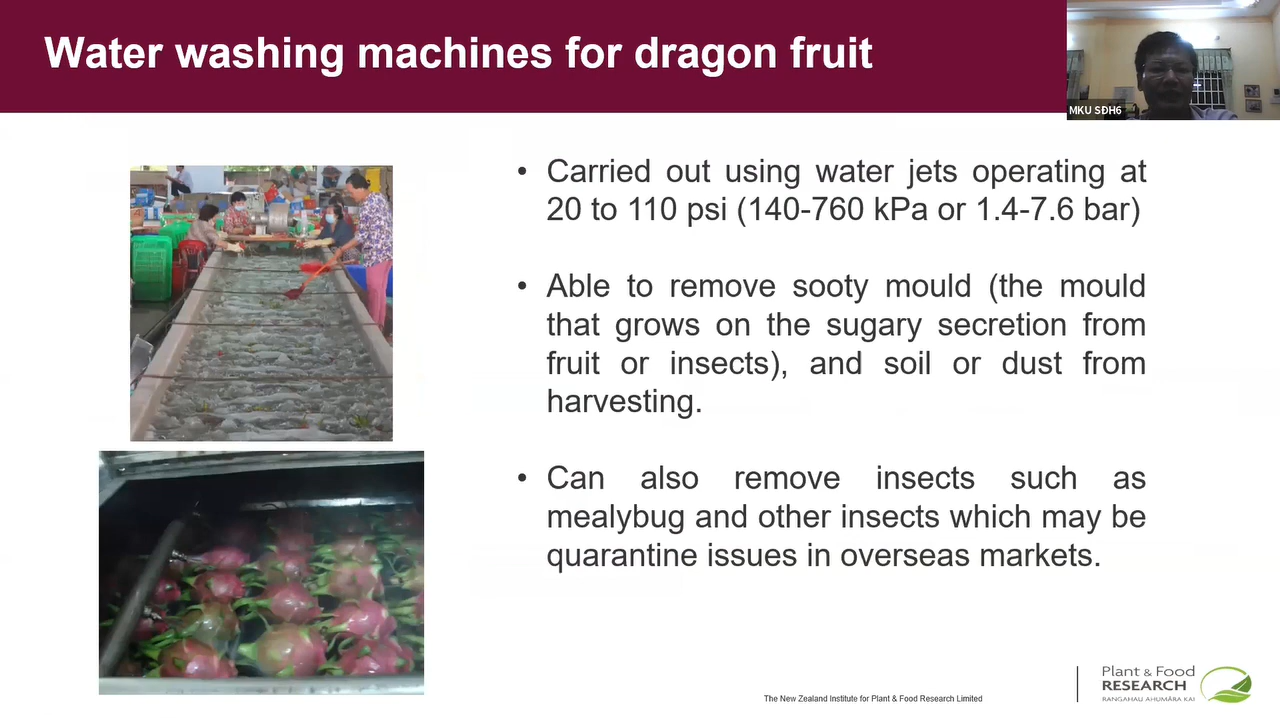 Water washing machines for dragon fruit
MKU SĐH6
• Carried out using water jets operating at
20 to 110 psi (140-760 kPa or 1.4-7.6 bar)
• Able to remove sooty mould (the mould
that grows on the sugary secretion from
fruit or insects), and soil or dust from
harvesting.
• Can also remove insects such as
mealybug and other insects which may be
quarantine issues in overseas markets.
The New Zealand Institute for Plant & Food Research Limited
Plant & Food
RESEARCH
RANGAHAU AHUMĀRA KAI